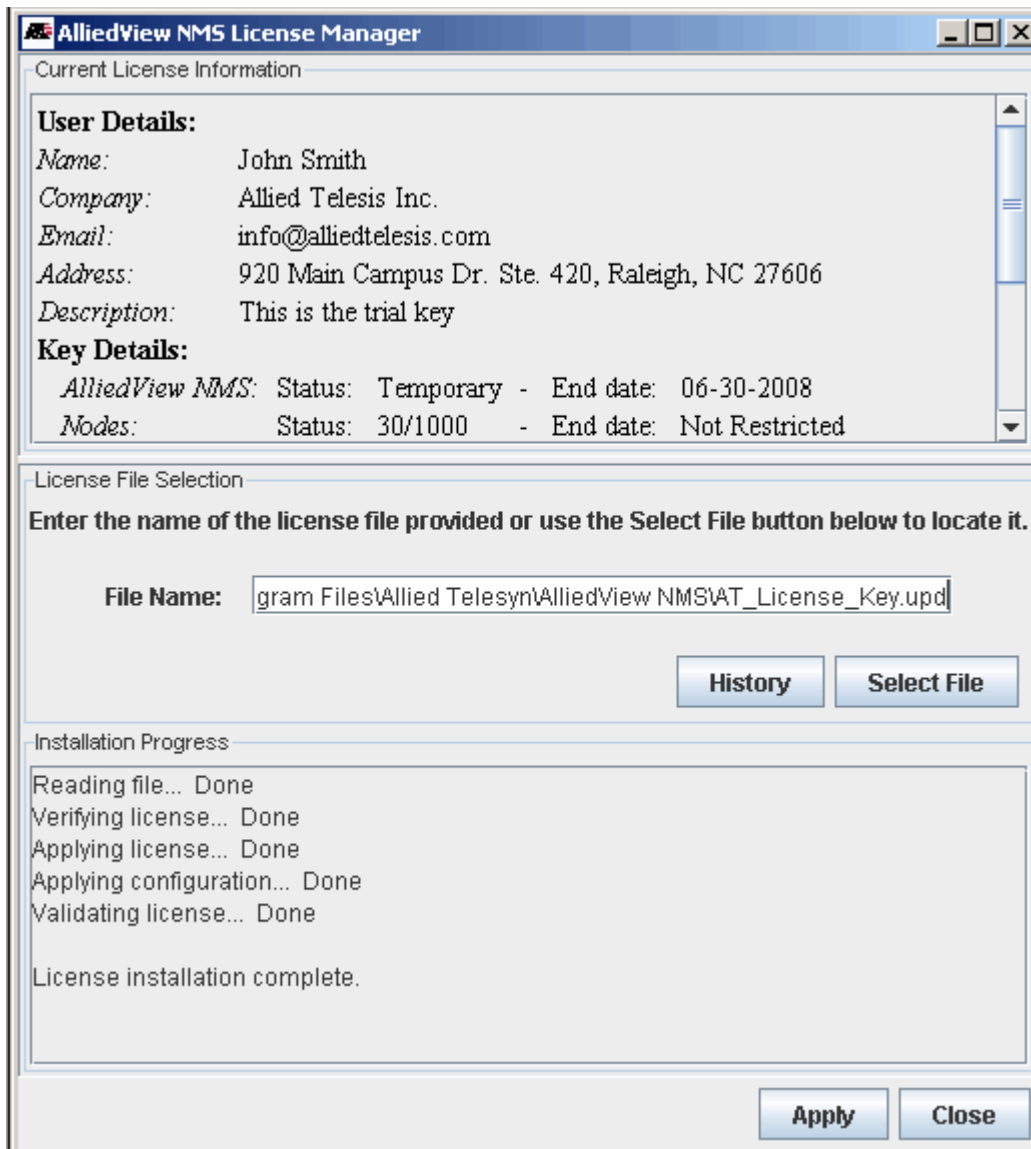 AlliedView NMS License Manager
Current License Information
User Details:
Name: John Smith
Company: Allied Telesis Inc.
Email: info@alliedtelesis.com
Address: 920 Main Campus Dr. Ste. 420, Raleigh, NC 27606
Description: This is the trial key
Key Details:
AlliedView NMS: Status: Temporary - End date: 06-30-2008
Nodes: Status: 30/1000 - End date: Not Restricted
License File Selection
Enter the name of the license file provided or use the Select File button below to locate it.
File Name: gram Files\Allied Telesyn\AlliedView NMS\AT_License_Key.upd
History Select File
Installation Progress
Reading file... Done
Verifying license... Done
Applying license... Done
Applying configuration... Done
Validating license... Done
License installation complete.
Apply Close